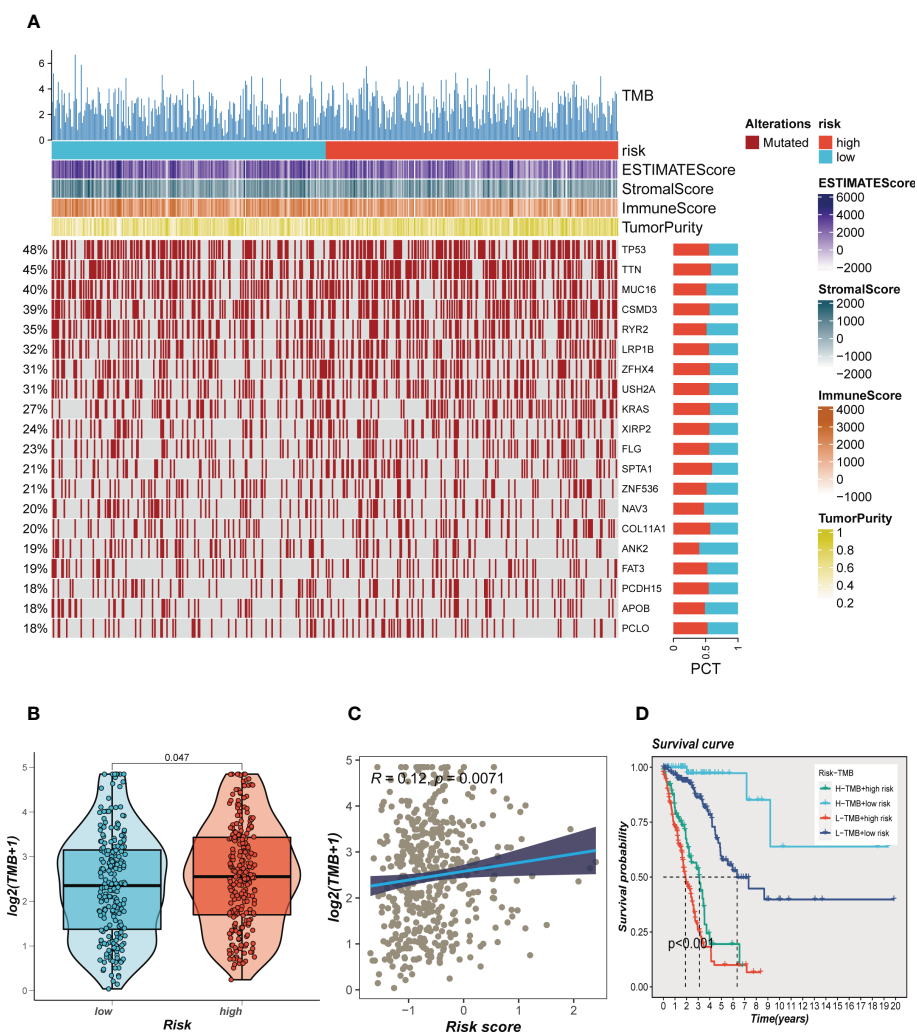 A
6
4
2
0
TMB
risk
ESTIMATEScore
StromalScore
ImmuneScore
TumorPurity
48% TP53
45% TTN
40% MUC16
39% CSMD3
35% RYR2
32% LRP1B
31% ZFHX4
31% USH2A
27% KRAS
24% XIRP2
23% FLG
21% SPTA1
21% ZNF536
20% NAV3
20% COL11A1
19% ANK2
19% FAT3
18% PCDH15
18% APOB
18% PCLO
0 0.5 1
PCT
Alterations
Mutated
risk
high
low
ESTIMATEScore
6000
4000
2000
0
−2000
StromalScore
2000
1000
0
−1000
−2000
ImmuneScore
4000
3000
2000
1000
0
−1000
TumorPurity
1
0.8
0.6
0.4
0.2
B
0.047
5
4
3
2
1
0
log2(TMB+1)
low high
Risk
C
R = 0.12, p = 0.0071
5
4
3
2
1
0
log2(TMB+1)
−1 0 1 2
Risk score
D
Survival curve
Risk−TMB
H−TMB+high risk
H−TMB+low risk
L−TMB+high risk
L−TMB+low risk
1.00
0.75
0.50
0.25
0.00
Survival probability
p<0.001
0 1 2 3 4 5 6 7 8 9 10 11 12 13 14 15 16 17 18 19 20
Time(years)